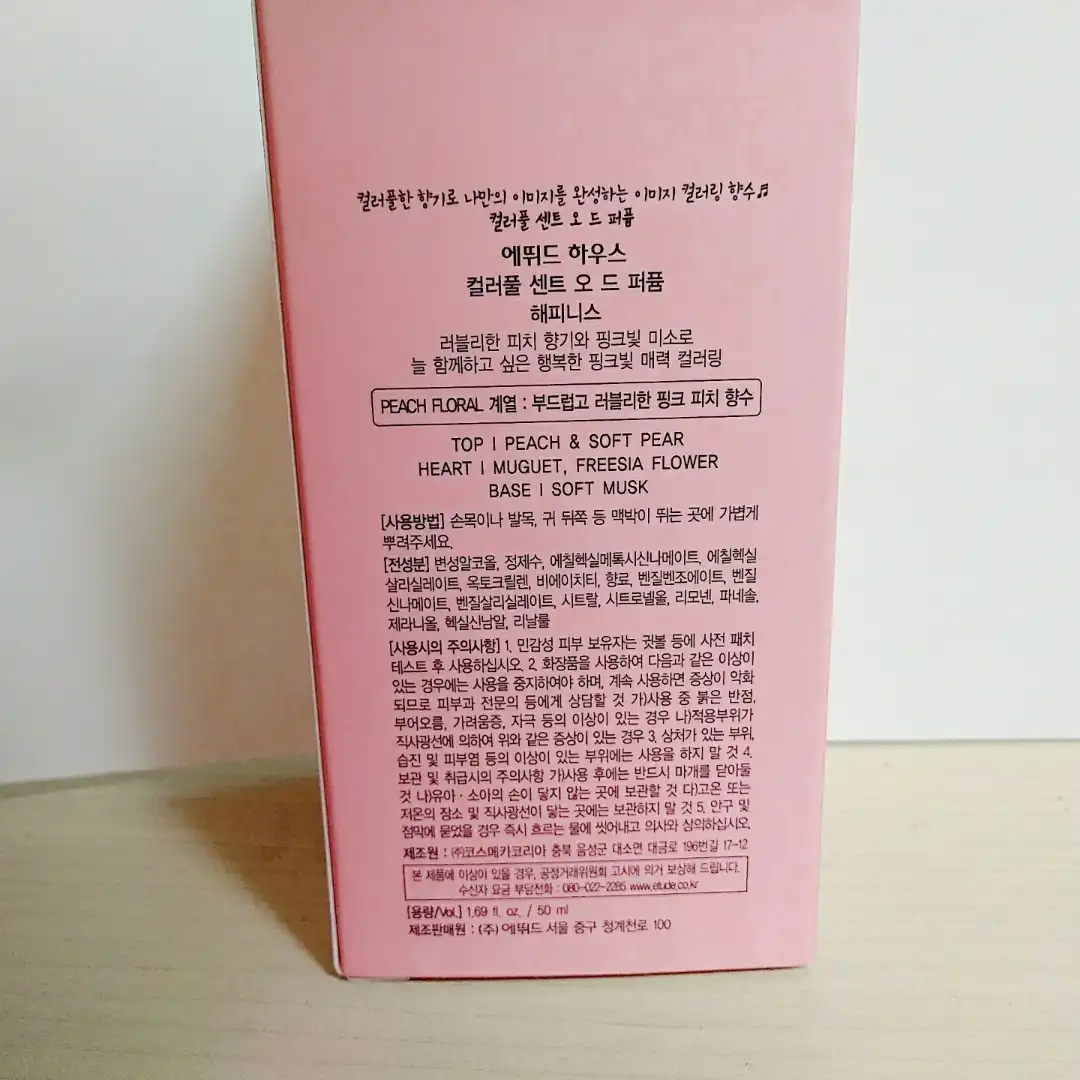 컬러풀한 향기로 나만의 이미지를 완성하는 이미지 컬러링 향수♬
컬러풀 센트 오 드 퍼퓸
에뛰드 하우스
컬러풀 센트 오 드 퍼퓸
해피니스
러블리한 피치 향기와 핑크빛 미소로
늘 함께하고 싶은 행복한 핑크빛 매력 컬러링
PEACH FLORAL 계열 : 부드럽고 러블리한 핑크 피치 향수
TOP I PEACH & SOFT PEAR
HEART I MUGUET, FREESIA FLOWER
BASE I SOFT MUSK
[사용방법] 손목이나 발목, 귀 뒤쪽 등 맥박이 뛰는 곳에 가볍게
뿌려주세요.
[전성분] 변성알코올, 정제수, 에칠헥실메톡시신나메이트, 에칠헥실
살리실레이트, 옥토크릴렌, 비에이치티, 향료, 벤질벤조에이트, 벤질
신나메이트, 벤질살리실레이트, 시트랄, 시트로넬올, 리모넨, 파네솔,
제라니올, 헥실신남알, 리날룰
[사용시의 주의사항] 1. 민감성 피부 보유자는 귓볼 등에 사전 패치
테스트 후 사용하십시오. 2. 화장품을 사용하여 다음과 같은 이상이
있는 경우에는 사용을 중지하여야 하며, 계속 사용하면 증상이 악화
되므로 피부과 전문의 등에게 상담할 것 가)사용 중 붉은 반점,
부어오름, 가려움증, 자극 등의 이상이 있는 경우 나)적용부위가
직사광선에 의하여 위와 같은 증상이 있는 경우 3. 상처가 있는 부위,
습진 및 피부염 등의 이상이 있는 부위에는 사용을 하지 말 것 4.
보관 및 취급시의 주의사항 가)사용 후에는 반드시 마개를 닫아둘
것 나)유아·소아의 손이 닿지 않는 곳에 보관할 것 다)고온 또는
저온의 장소 및 직사광선이 닿는 곳에는 보관하지 말 것 5. 안구 및
점막에 묻었을 경우 즉시 흐르는 물에 씻어내고 의사와 상의하십시오.
제조원 : ㈜코스메카코리아 충북 음성군 대소면 대금로 196번길 17-12
본 제품에 이상이 있을 경우, 공정거래위원회 고시에 의거 보상해 드립니다.
수신자 요금 부담전화 : 080-022-2285 www.etude.co.kr
[용량/Vol.] 1.69 fl. oz. / 50 ml
제조판매원 : (주) 에뛰드 서울 중구 청계천로 100